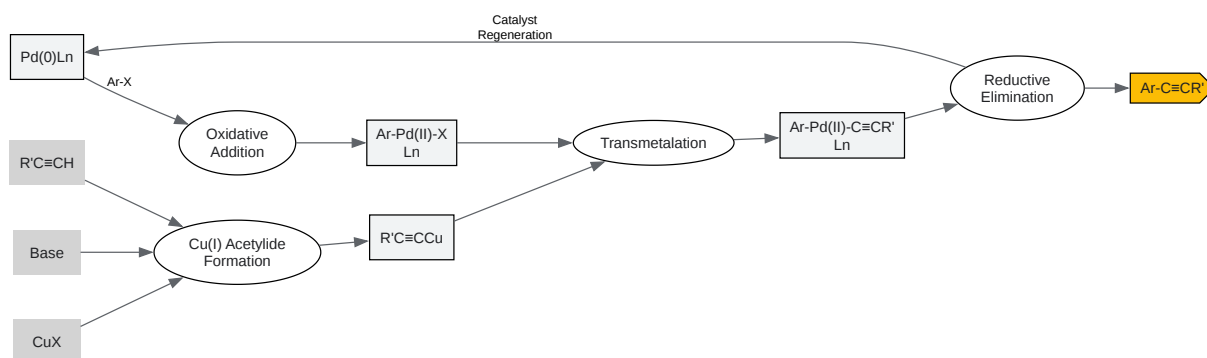 Catalyst
Regeneration
Pd(0)Ln
Ar-X
Reductive
Elimination
Ar-C≡CR'
Oxidative
Addition
Ar-Pd(II)-X
Ln
Transmetalation
Ar-Pd(II)-C≡CR'
Ln
R'C≡CH
Base
CuX
Cu(I) Acetylide
Formation
R'C≡CCu